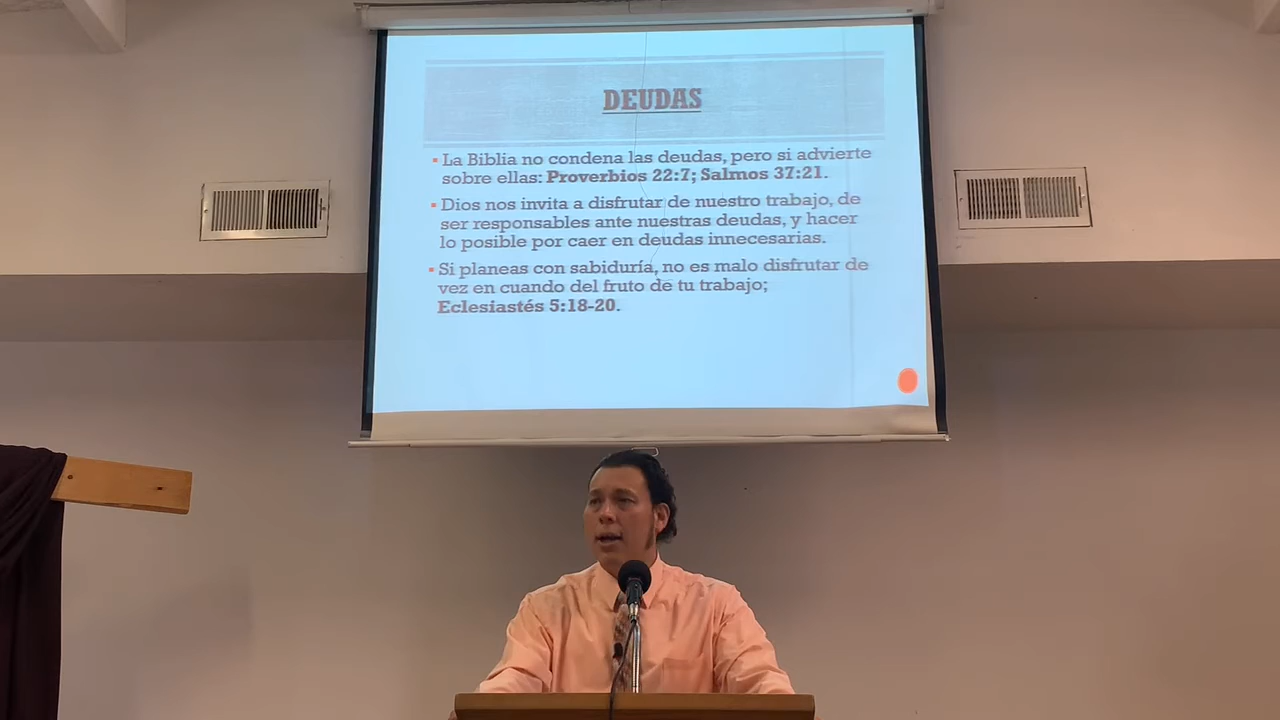 DEUDAS
▪ La Biblia no condena las deudas, pero si advierte
sobre ellas: Proverbios 22:7; Salmos 37:21.
▪ Dios nos invita a disfrutar de nuestro trabajo, de
ser responsables ante nuestras deudas, y hacer
lo posible por caer en deudas innecesarias.
▪ Si planeas con sabiduría, no es malo disfrutar de
vez en cuando del fruto de tu trabajo;
Eclesiastés 5:18-20.